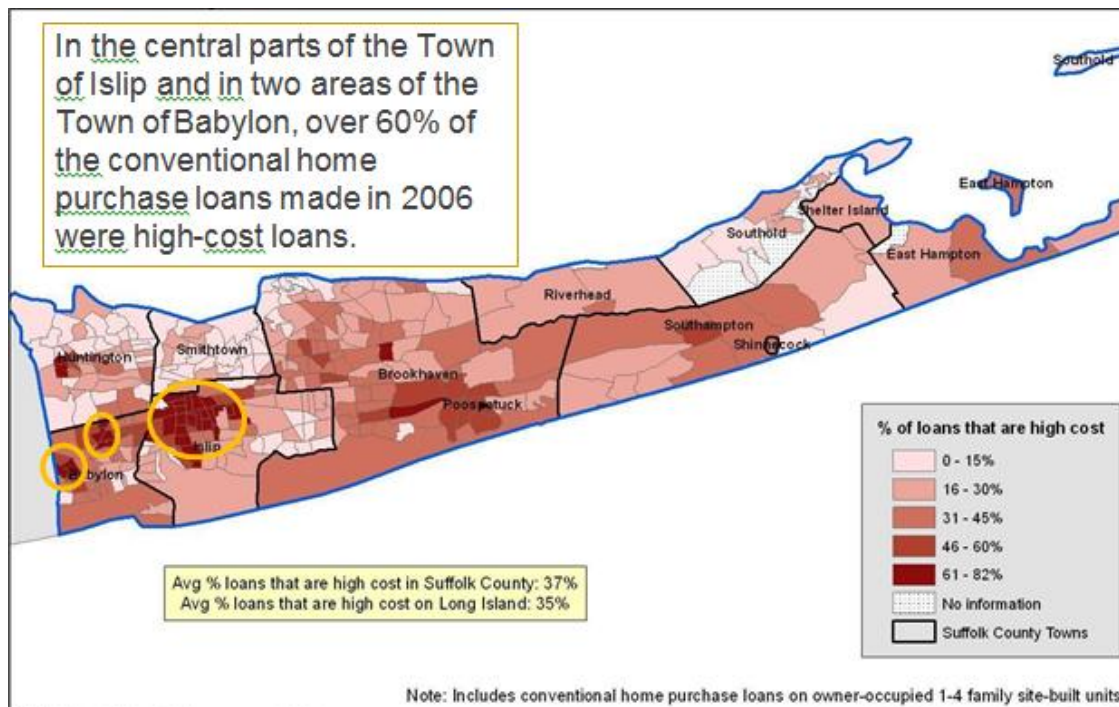 In the central parts of the Town
of Islip and in two areas of the
Town of Babylon, over 60% of
the conventional home
purchase loans made in 2006
were high-cost loans.
Southold
East Hampton
Shelter Island
Southold
East Hampton
Riverhead
Southampton
Shinnecock
Huntington
Smithtown
Brookhaven
Poospatuck
Islip
Babylon
% of loans that are high cost
0 - 15%
16 - 30%
31 - 45%
46 - 60%
61 - 82%
No information
Suffolk County Towns
Avg % loans that are high cost in Suffolk County: 37%
Avg % loans that are high cost on Long Island: 35%
Note: Includes conventional home purchase loans on owner-occupied 1-4 family site-built units